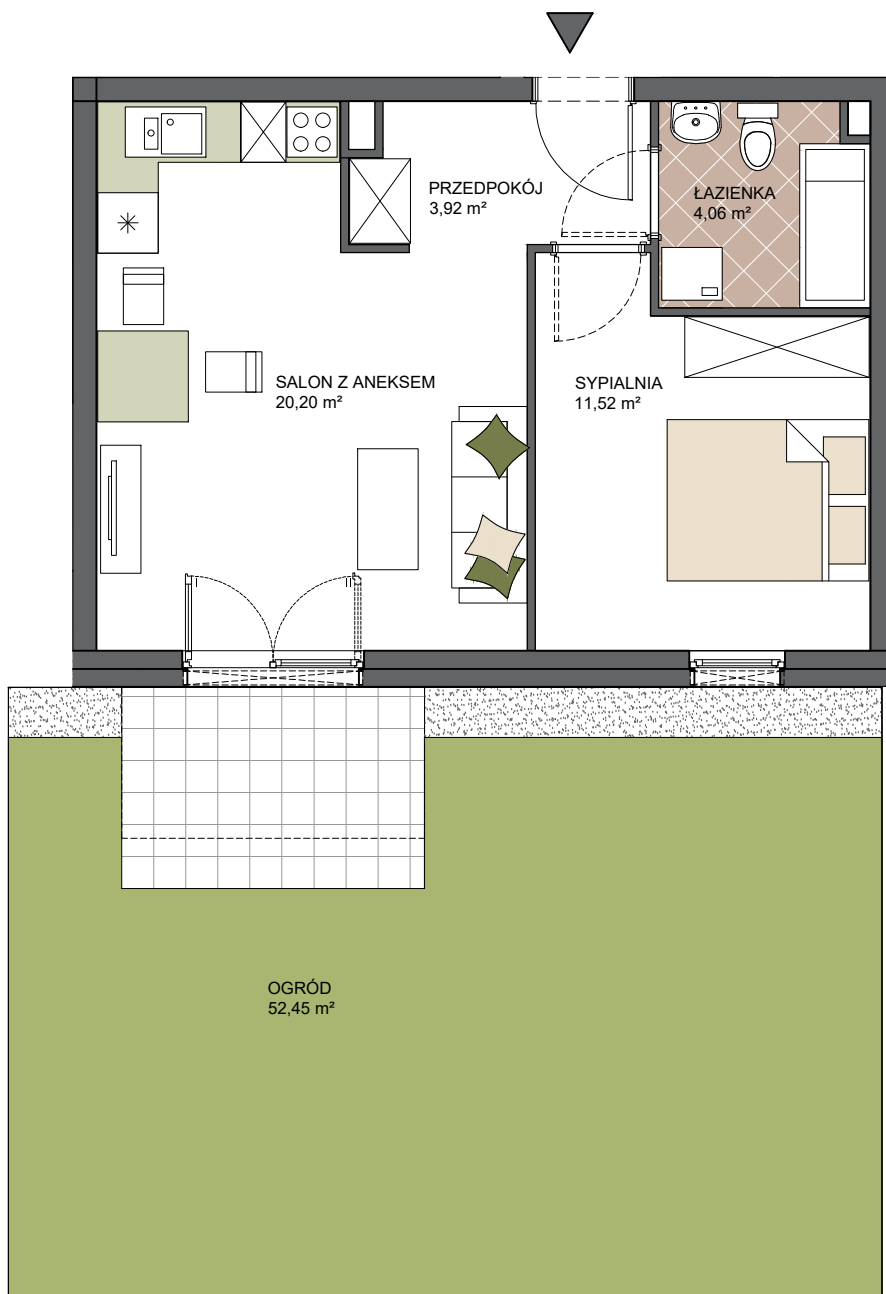 PRZEDPOKÓJ
3,92 m²
ŁAZIENKA
4,06 m²
SALON Z ANEKSEM
20,20 m²
SYPIALNIA
11,52 m²
OGRÓD
52,45 m²